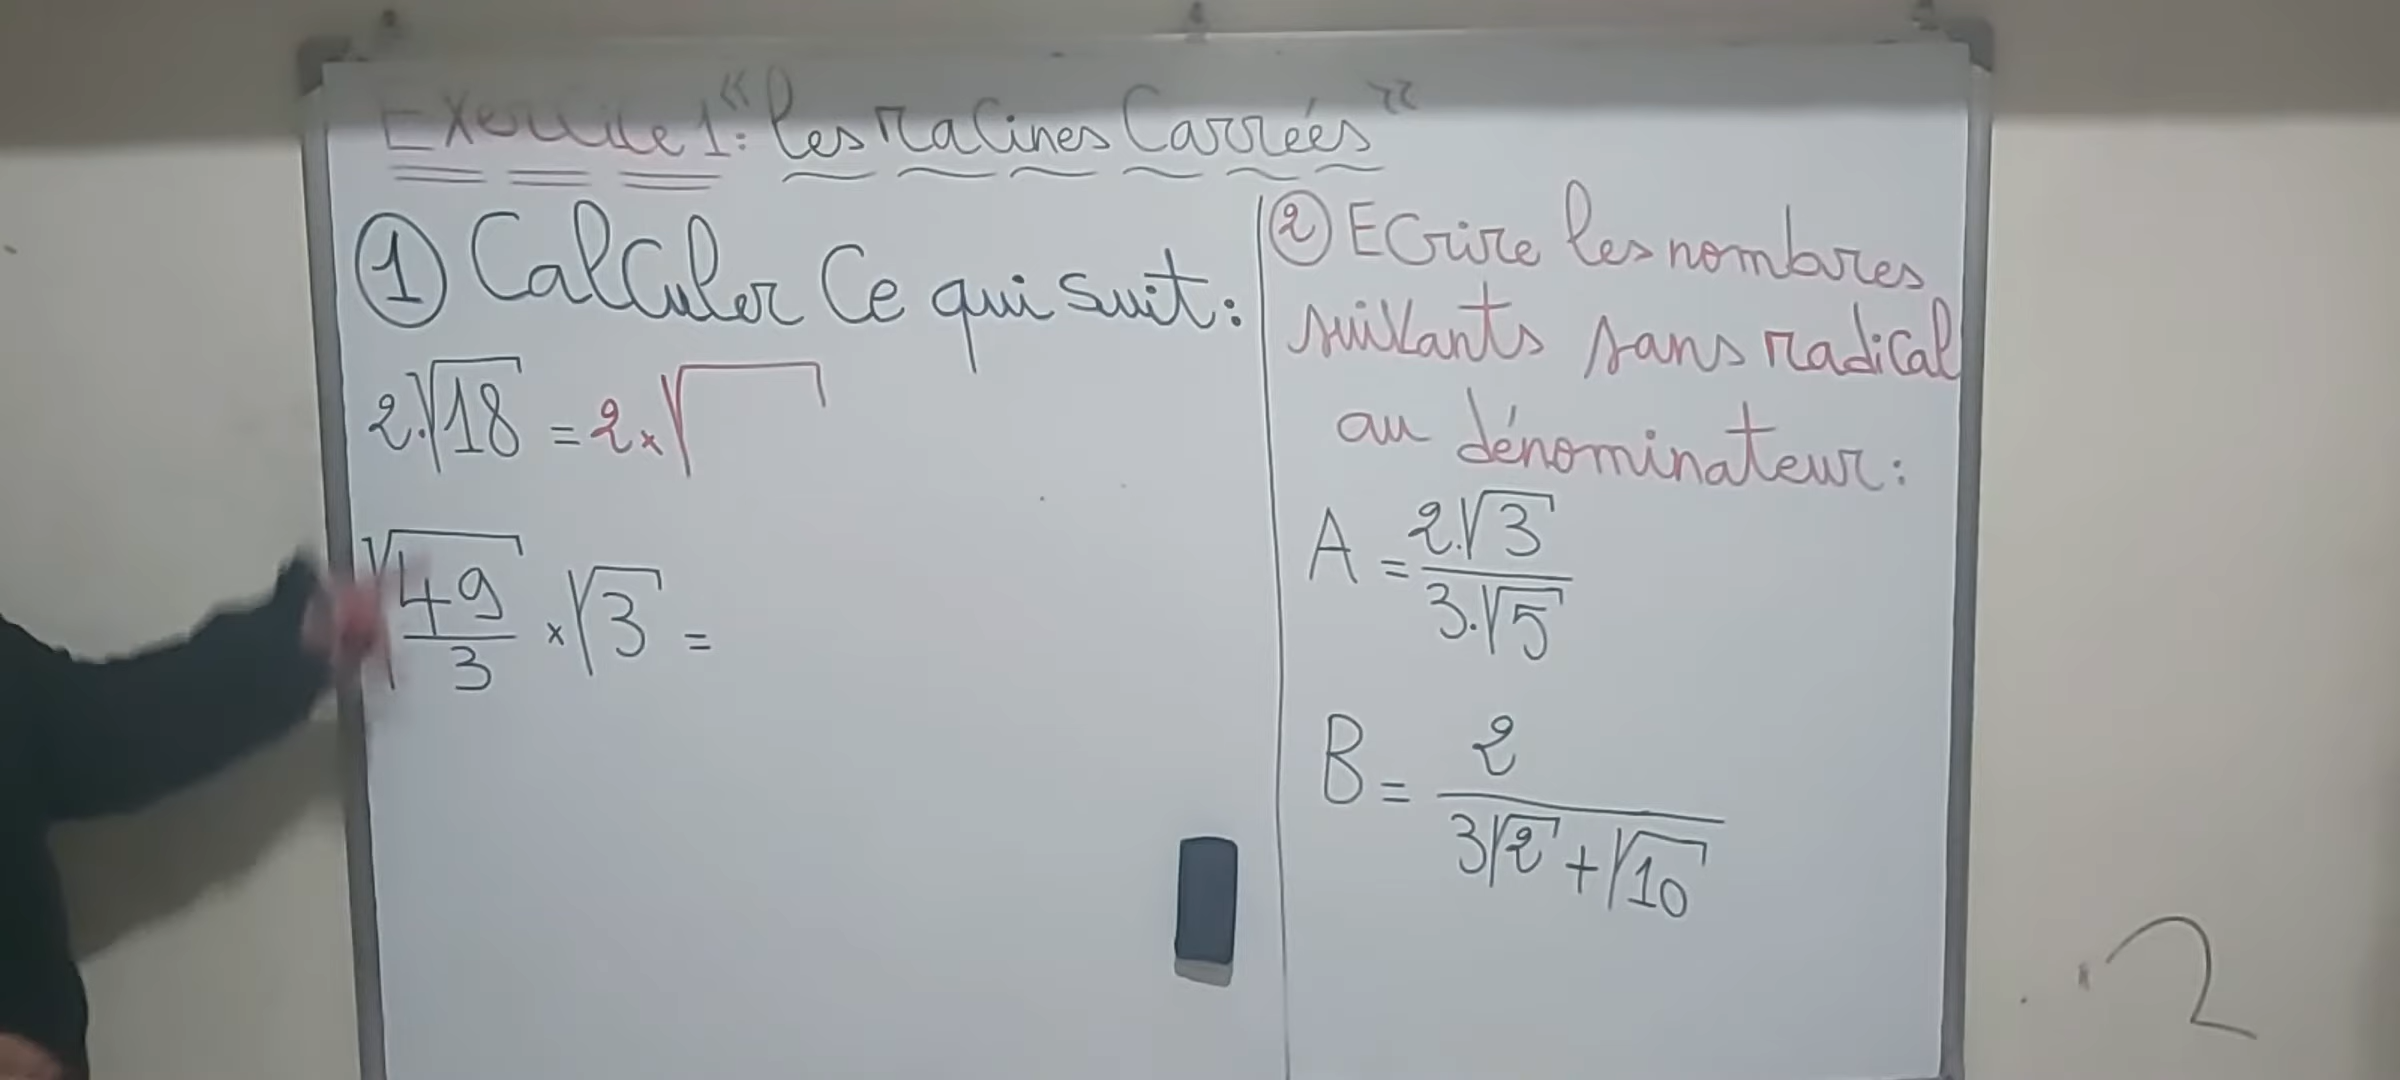 Exercice 1: "les racines Carrées"
① Calculer Ce qui suit:
2.√18 = 2×√
√(49/3) × √3 =
② Ecrire les nombres
suivants sans radical
au dénominateur:
A = 2.√3 / 3.√5
B = 2 / 3√2 + √10
2